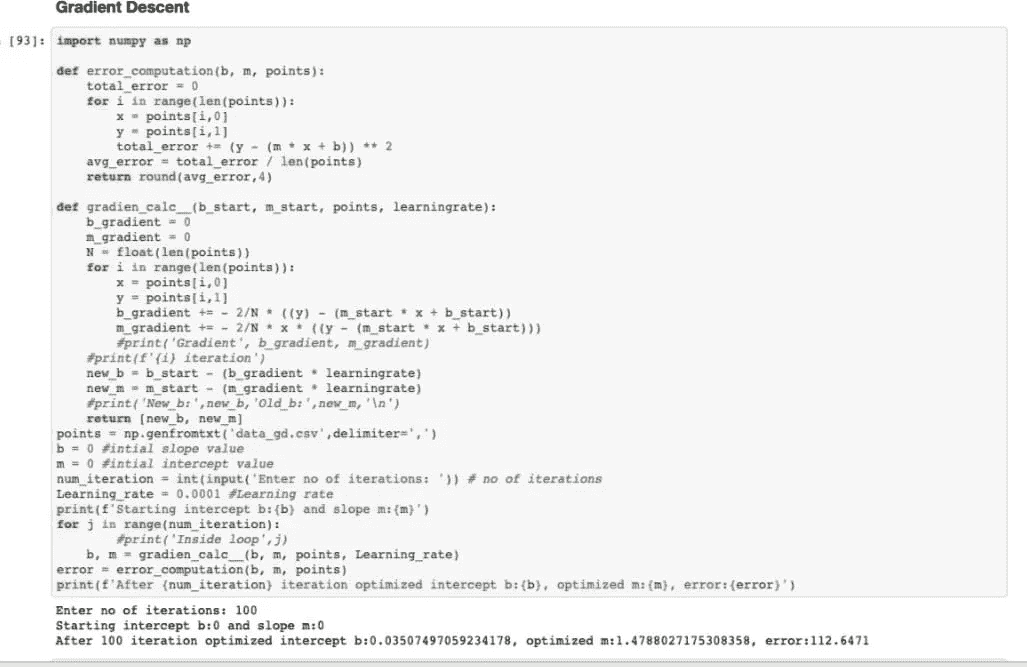 Gradient Descent
[93]: import numpy as np
def error_computation(b, m, points):
    total_error = 0
    for i in range(len(points)):
        x = points[i,0]
        y = points[i,1]
        total_error += (y - (m * x + b)) ** 2
    avg_error = total_error / len(points)
    return round(avg_error,4)
def gradien_calc__(b_start, m_start, points, learningrate):
    b_gradient = 0
    m_gradient = 0
    N = float(len(points))
    for i in range(len(points)):
        x = points[i,0]
        y = points[i,1]
        b_gradient += - 2/N * ((y) - (m_start * x + b_start))
        m_gradient += - 2/N * x * ((y - (m_start * x + b_start)))
        #print('Gradient', b_gradient, m_gradient)
    #print(f'{i} iteration')
    new_b = b_start - (b_gradient * learningrate)
    new_m = m_start - (m_gradient * learningrate)
    #print('New_b:',new_b,'Old_b:',new_m,'\n')
    return [new_b, new_m]
points = np.genfromtxt('data_gd.csv',delimiter=',')
b = 0 #intial slope value
m = 0 #intial intercept value
num_iteration = int(input('Enter no of iterations: ')) # no of iterations
Learning_rate = 0.0001 #Learning rate
print(f'Starting intercept b:{b} and slope m:{m}')
for j in range(num_iteration):
        #print('Inside loop',j)
    b, m = gradien_calc__(b, m, points, Learning_rate)
error = error_computation(b, m, points)
print(f'After {num_iteration} iteration optimized intercept b:{b}, optimized m:{m}, error:{error}')
Enter no of iterations: 100
Starting intercept b:0 and slope m:0
After 100 iteration optimized intercept b:0.03507497059234178, optimized m:1.4788027175308358, error:112.6471